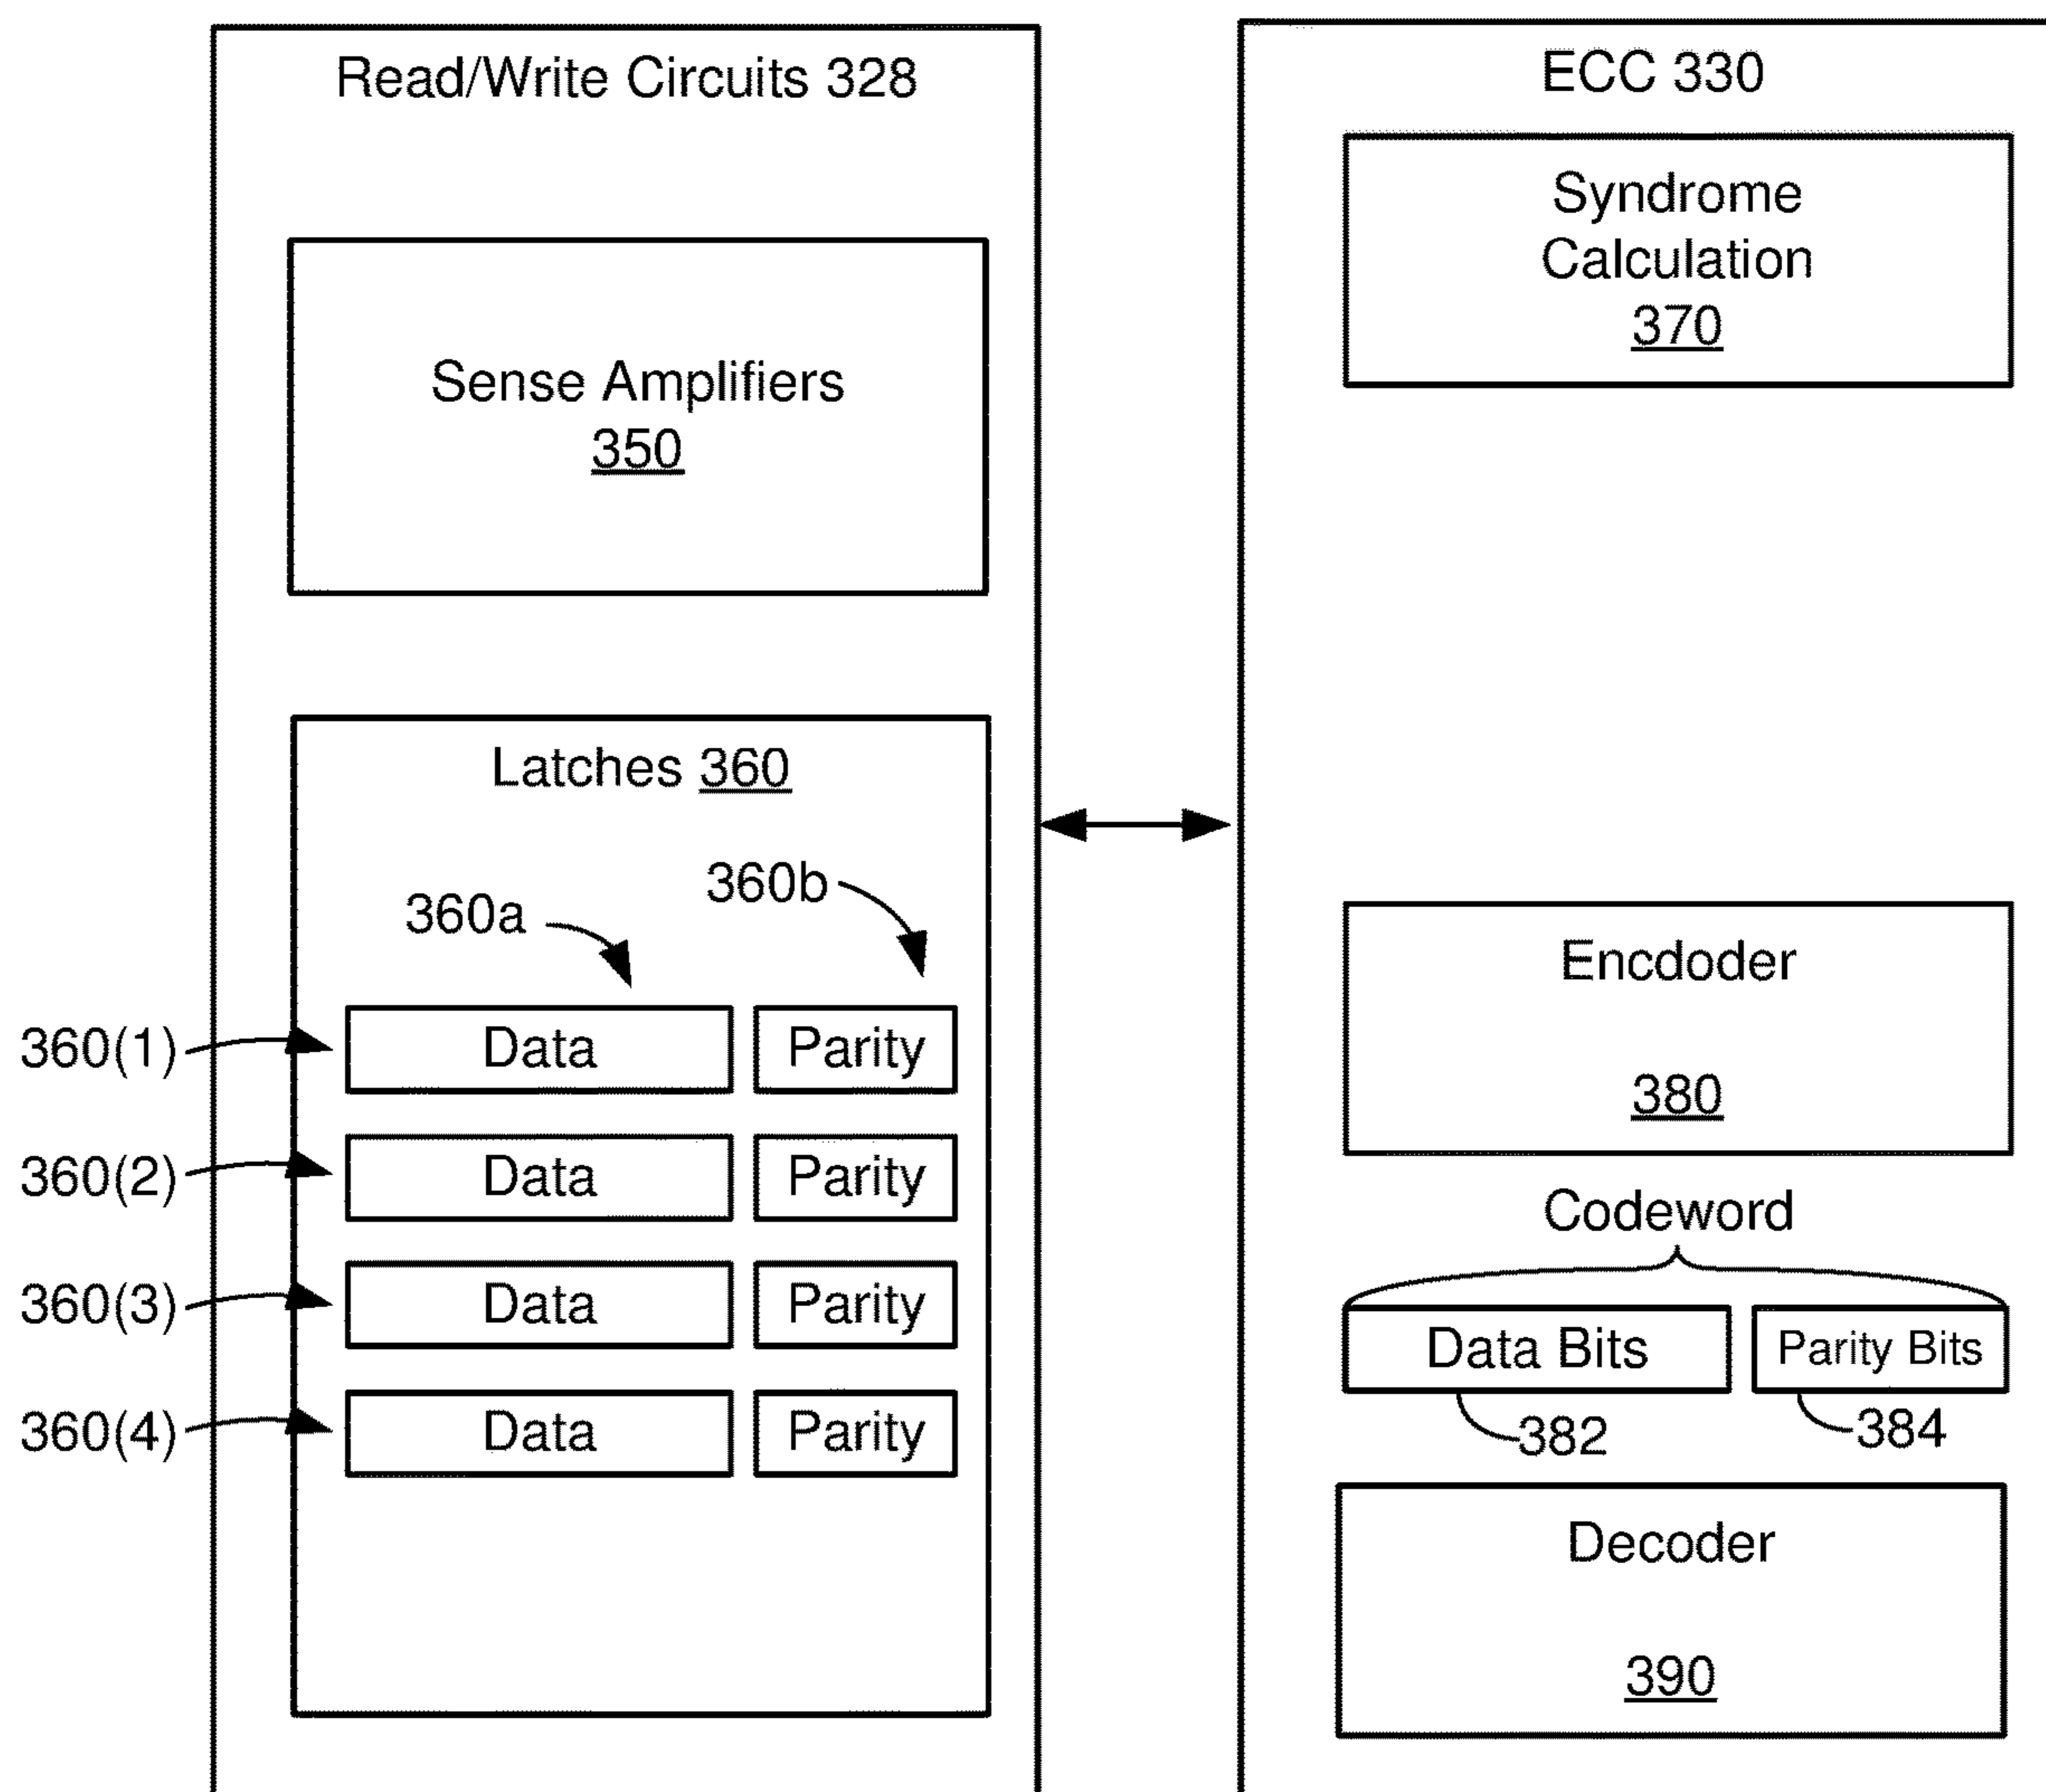 Read/Write Circuits 328
Sense Amplifiers
350
Latches 360
360a
360b
360(1)
Data
Parity
360(2)
Data
Parity
360(3)
Data
Parity
360(4)
Data
Parity
ECC 330
Syndrome
Calculation
370
Encdoder
380
Codeword
Data Bits
Parity Bits
382
384
Decoder
390